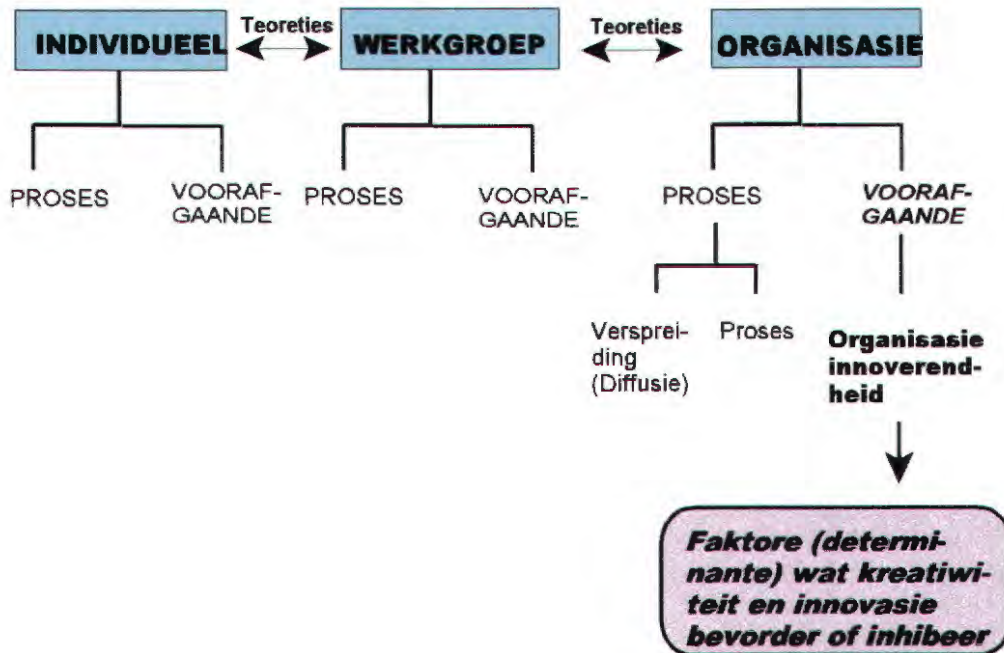 Teoreties
Teoreties
INDIVIDUEEL
WERKGROEP
ORGANISASIE
PROSES
VOORAF-
GAANDE
PROSES
VOORAF-
GAANDE
PROSES
VOORAF-
GAANDE
Versprei-
ding
(Diffusie)
Proses
Organisasie
innoverend-
heid
Faktore (determi-
nante) wat kreatiwi-
teit en innovasie
bevorder of inhibeer